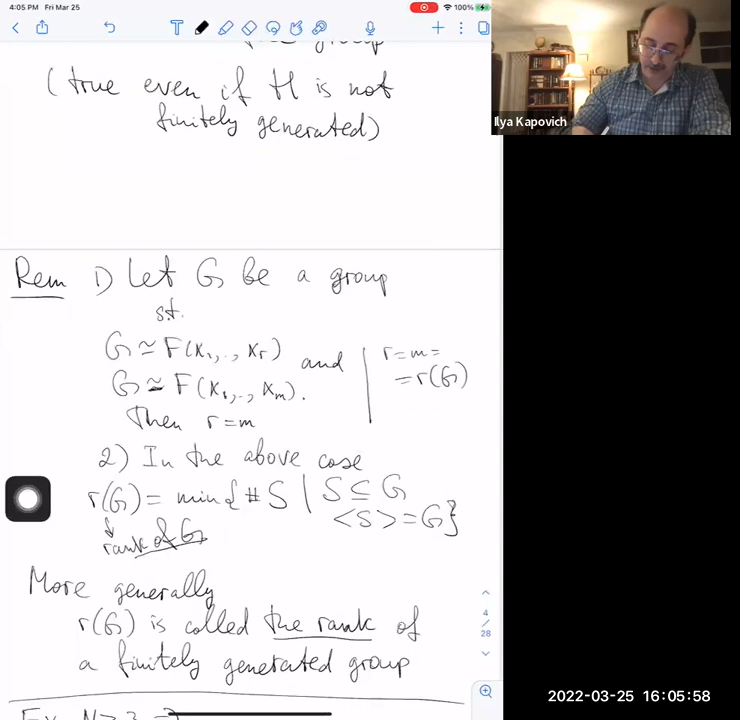 4:05 PM Fri Mar 25
100%
group
(true even if H is not
finitely generated)
Ilya Kapovich
Rem 1) Let G be a group
s.t.
G ≃ F(x₁,.., xᵣ) and
G ≃ F(x₁,.., xₘ).
Then r=m
r=m=
=r(G)
2) In the above case
r(G) = min{#S | S ⊆ G
<S> = G}
rank of G
More generally
r(G) is called the rank of
a finitely generated group
4
/
28
2022-03-25 16:05:58